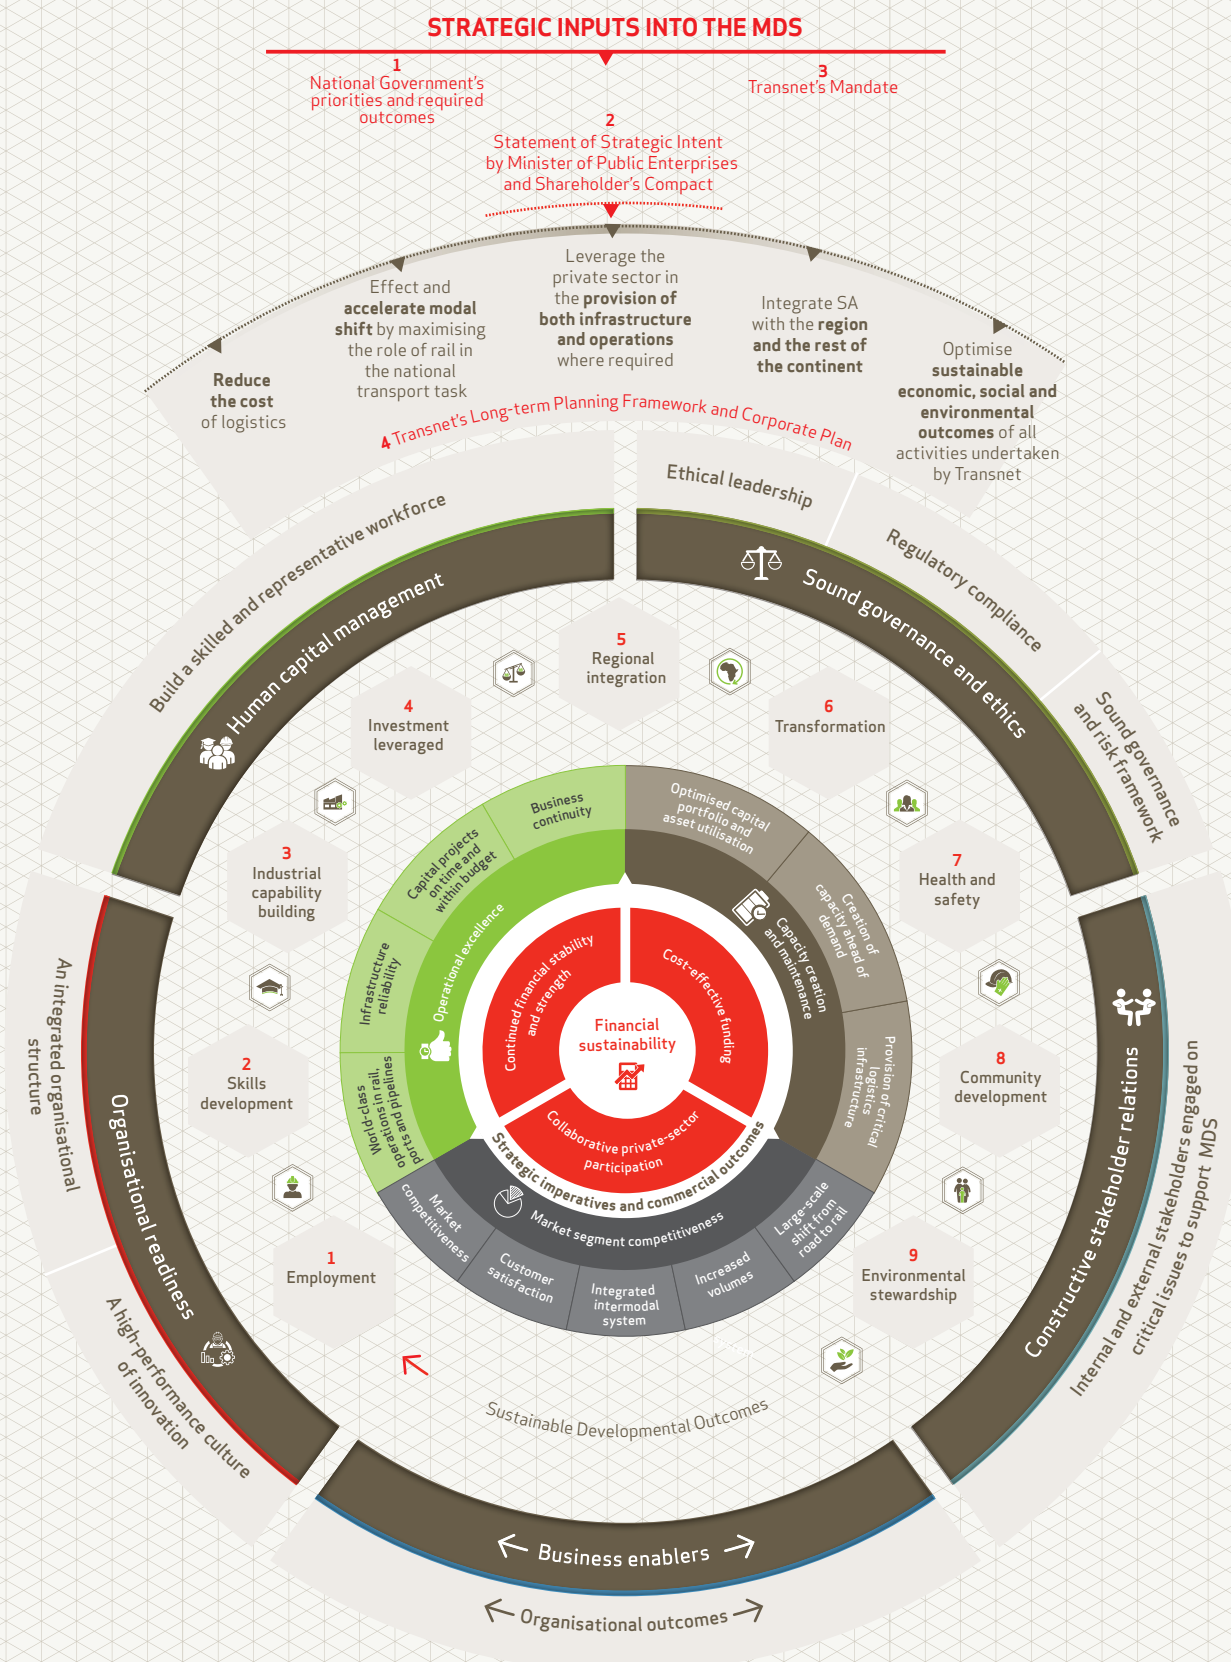 STRATEGIC INPUTS INTO THE MDS
1
National Government's
priorities and required
outcomes
3
Transnet's Mandate
2
Statement of Strategic Intent
by Minister of Public Enterprises
and Shareholder's Compact
Reduce
the cost
of logistics
Effect and
accelerate modal
shift by maximising
the role of rail in
the national
transport task
Leverage the
private sector in
the provision of
both infrastructure
and operations
where required
Integrate SA
with the region
and the rest of
the continent
Optimise
sustainable
economic, social and
environmental
outcomes of all
activities undertaken
by Transnet
4 Transnet's Long-term Planning Framework and Corporate Plan
Build a skilled and representative workforce
Human capital management
Ethical leadership
Regulatory compliance
Sound governance
and risk framework
Sound governance and ethics
5
Regional
integration
4
Investment
leveraged
6
Transformation
3
Industrial
capability
building
7
Health and
safety
2
Skills
development
8
Community
development
1
Employment
9
Environmental
stewardship
Business
continuity
Capital projects
on time and
within budget
Infrastructure
reliability
World-class
operations in rail,
ports and pipelines
Operational excellence
Optimised capital
portfolio and
asset utilisation
Creation of
capacity ahead of
demand
Provision of critical
logistics
infrastructure
Capacity creation
and maintenance
Continued financial stability
and strength
Cost-effective funding
Financial
sustainability
Collaborative private-sector
participation
Strategic imperatives and commercial outcomes
Market segment competitiveness
Market
competitiveness
Customer
satisfaction
Integrated
intermodal
system
Increased
volumes
Large-scale
shift from
road to rail
An integrated organisational
structure
A high-performance culture
of innovation
Organisational readiness
Constructive stakeholder relations
Internal and external stakeholders engaged on
critical issues to support MDS
Sustainable Developmental Outcomes
Business enablers
Organisational outcomes